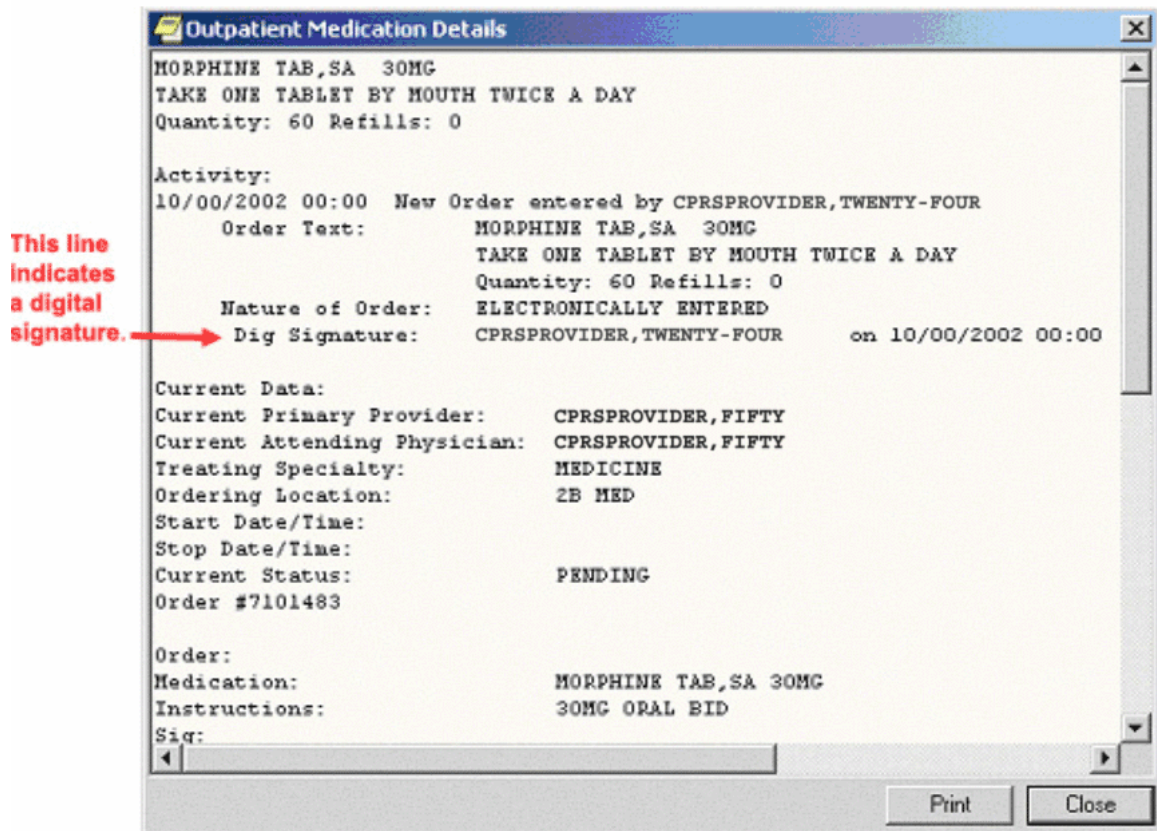 Outpatient Medication Details
MORPHINE TAB,SA 30MG
TAKE ONE TABLET BY MOUTH TWICE A DAY
Quantity: 60 Refills: 0
Activity:
10/00/2002 00:00 New Order entered by CPRSPROVIDER,TWENTY-FOUR
Order Text: MORPHINE TAB,SA 30MG
TAKE ONE TABLET BY MOUTH TWICE A DAY
Quantity: 60 Refills: 0
Nature of Order: ELECTRONICALLY ENTERED
This line
indicates
a digital
signature.
Dig Signature: CPRSPROVIDER,TWENTY-FOUR on 10/00/2002 00:00
Current Data:
Current Primary Provider: CPRSPROVIDER,FIFTY
Current Attending Physician: CPRSPROVIDER,FIFTY
Treating Specialty: MEDICINE
Ordering Location: 2B MED
Start Date/Time:
Stop Date/Time:
Current Status: PENDING
Order #7101483
Order:
Medication: MORPHINE TAB,SA 30MG
Instructions: 30MG ORAL BID
Sig:
Print Close